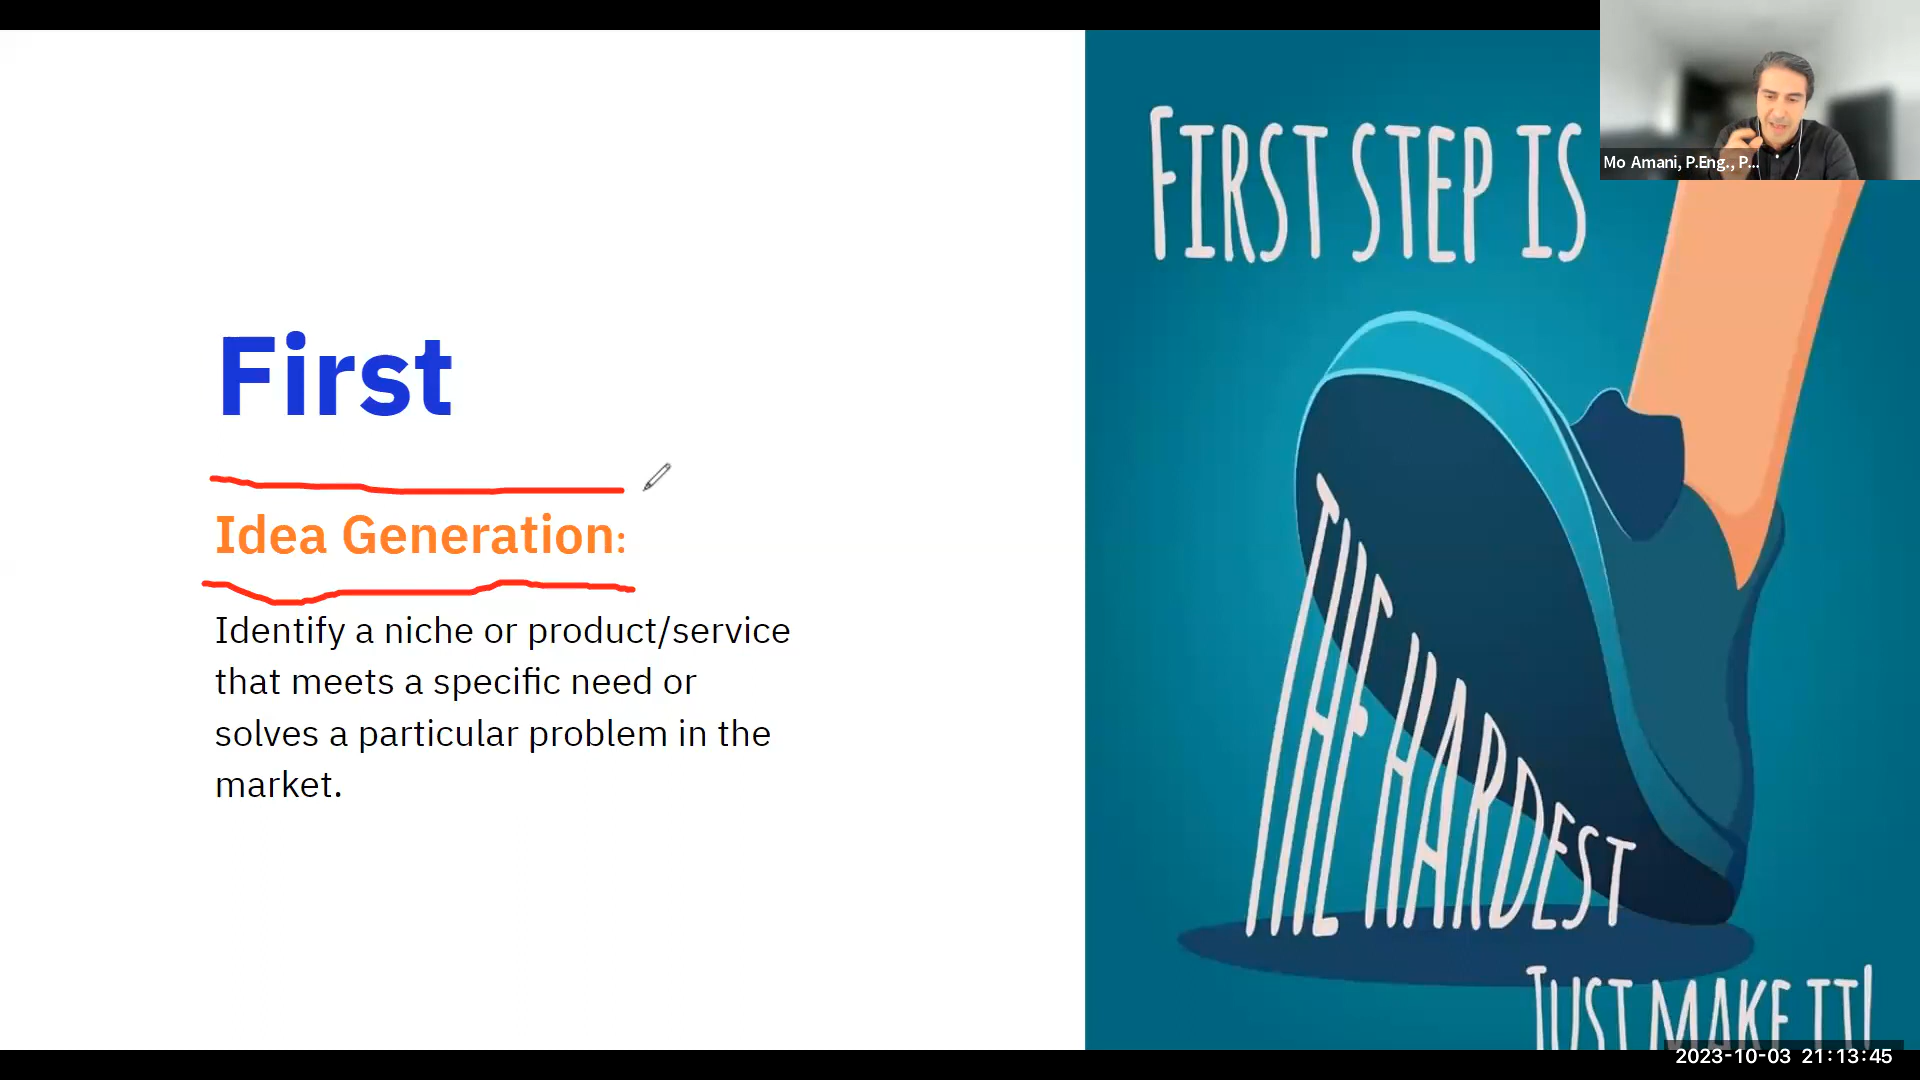 First
Idea Generation:
Identify a niche or product/service
that meets a specific need or
solves a particular problem in the
market.
FIRST STEP IS
THE HARDEST
JUST MAKE IT!
Mo Amani, P.Eng., P...
2023-10-03 21:13:45